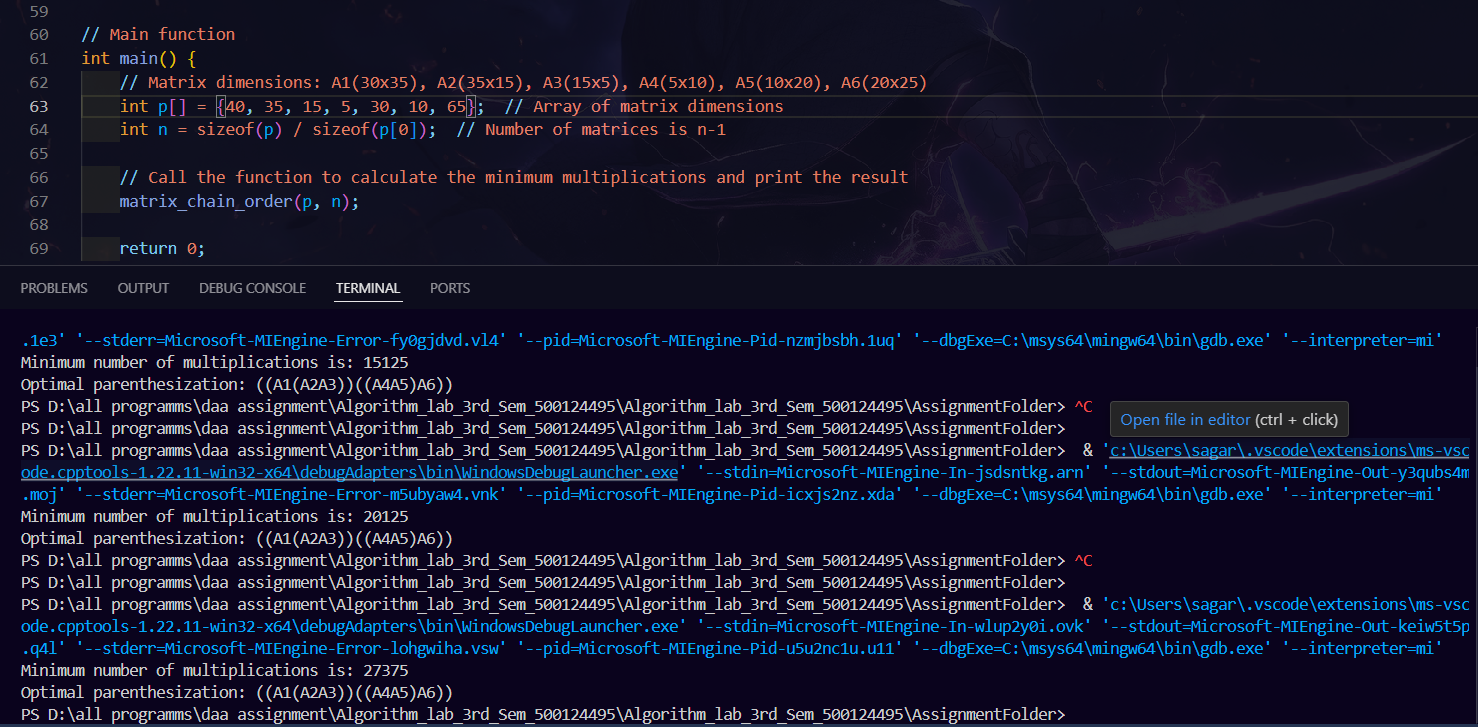 59
60 // Main function
61 int main() {
62 // Matrix dimensions: A1(30x35), A2(35x15), A3(15x5), A4(5x10), A5(10x20), A6(20x25)
63 int p[] = {40, 35, 15, 5, 30, 10, 65}; // Array of matrix dimensions
64 int n = sizeof(p) / sizeof(p[0]); // Number of matrices is n-1
65
66 // Call the function to calculate the minimum multiplications and print the result
67 matrix_chain_order(p, n);
68
69 return 0;
PROBLEMS OUTPUT DEBUG CONSOLE TERMINAL PORTS
.1e3' '--stderr=Microsoft-MIEngine-Error-fy0gjdvd.vl4' '--pid=Microsoft-MIEngine-Pid-nzmjbsbh.1uq' '--dbgExe=C:\msys64\mingw64\bin\gdb.exe' '--interpreter=mi'
Minimum number of multiplications is: 15125
Optimal parenthesization: ((A1(A2A3))((A4A5)A6))
PS D:\all programms\daa assignment\Algorithm_lab_3rd_Sem_500124495\Algorithm_lab_3rd_Sem_500124495\AssignmentFolder> ^C
Open file in editor (ctrl + click)
PS D:\all programms\daa assignment\Algorithm_lab_3rd_Sem_500124495\Algorithm_lab_3rd_Sem_500124495\AssignmentFolder>
PS D:\all programms\daa assignment\Algorithm_lab_3rd_Sem_500124495\Algorithm_lab_3rd_Sem_500124495\AssignmentFolder> & 'c:\Users\sagar\.vscode\extensions\ms-vsc
ode.cpptools-1.22.11-win32-x64\debugAdapters\bin\WindowsDebugLauncher.exe' '--stdin=Microsoft-MIEngine-In-jsdsntkg.arn' '--stdout=Microsoft-MIEngine-Out-y3qubs4m
.moj' '--stderr=Microsoft-MIEngine-Error-m5ubyaw4.vnk' '--pid=Microsoft-MIEngine-Pid-icxjs2nz.xda' '--dbgExe=C:\msys64\mingw64\bin\gdb.exe' '--interpreter=mi'
Minimum number of multiplications is: 20125
Optimal parenthesization: ((A1(A2A3))((A4A5)A6))
PS D:\all programms\daa assignment\Algorithm_lab_3rd_Sem_500124495\Algorithm_lab_3rd_Sem_500124495\AssignmentFolder> ^C
PS D:\all programms\daa assignment\Algorithm_lab_3rd_Sem_500124495\Algorithm_lab_3rd_Sem_500124495\AssignmentFolder>
PS D:\all programms\daa assignment\Algorithm_lab_3rd_Sem_500124495\Algorithm_lab_3rd_Sem_500124495\AssignmentFolder> & 'c:\Users\sagar\.vscode\extensions\ms-vsc
ode.cpptools-1.22.11-win32-x64\debugAdapters\bin\WindowsDebugLauncher.exe' '--stdin=Microsoft-MIEngine-In-wlup2y0i.ovk' '--stdout=Microsoft-MIEngine-Out-keiw5t5p
.q4l' '--stderr=Microsoft-MIEngine-Error-lohgwiha.vsw' '--pid=Microsoft-MIEngine-Pid-u5u2nc1u.u11' '--dbgExe=C:\msys64\mingw64\bin\gdb.exe' '--interpreter=mi'
Minimum number of multiplications is: 27375
Optimal parenthesization: ((A1(A2A3))((A4A5)A6))
PS D:\all programms\daa assignment\Algorithm_lab_3rd_Sem_500124495\Algorithm_lab_3rd_Sem_500124495\AssignmentFolder>